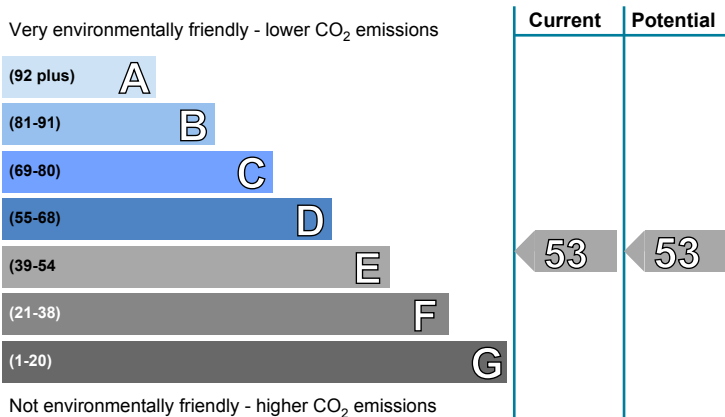 Very environmentally friendly - lower CO₂ emissions
Current Potential
(92 plus) A
(81-91) B
(69-80) C
(55-68) D
(39-54 E
53 53
(21-38) F
(1-20) G
Not environmentally friendly - higher CO₂ emissions